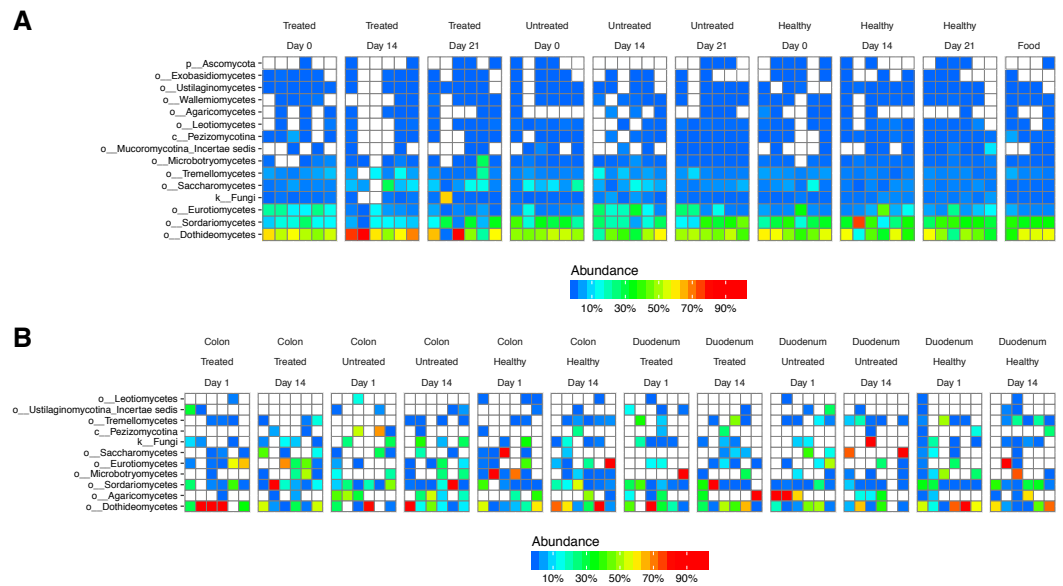 A
Treated Treated Treated Untreated Untreated Untreated Healthy Healthy Healthy
Day 0 Day 14 Day 21 Day 0 Day 14 Day 21 Day 0 Day 14 Day 21 Food
p__Ascomycota
o__Exobasidiomycetes
o__Ustilaginomycetes
o__Wallemiomycetes
o__Agaricomycetes
o__Leotiomycetes
c__Pezizomycotina
o__Mucoromycotina_Incertae sedis
o__Microbotryomycetes
o__Tremellomycetes
o__Saccharomycetes
k__Fungi
o__Eurotiomycetes
o__Sordariomycetes
o__Dothideomycetes
Abundance
10% 30% 50% 70% 90%
B
Colon Colon Colon Colon Colon Colon Duodenum Duodenum Duodenum Duodenum Duodenum Duodenum
Treated Treated Untreated Untreated Healthy Healthy Treated Treated Untreated Untreated Healthy Healthy
Day 1 Day 14 Day 1 Day 14 Day 1 Day 14 Day 1 Day 14 Day 1 Day 14 Day 1 Day 14
o__Leotiomycetes
o__Ustilaginomycotina_Incertae sedis
o__Tremellomycetes
c__Pezizomycotina
k__Fungi
o__Saccharomycetes
o__Eurotiomycetes
o__Microbotryomycetes
o__Sordariomycetes
o__Agaricomycetes
o__Dothideomycetes
Abundance
10% 30% 50% 70% 90%